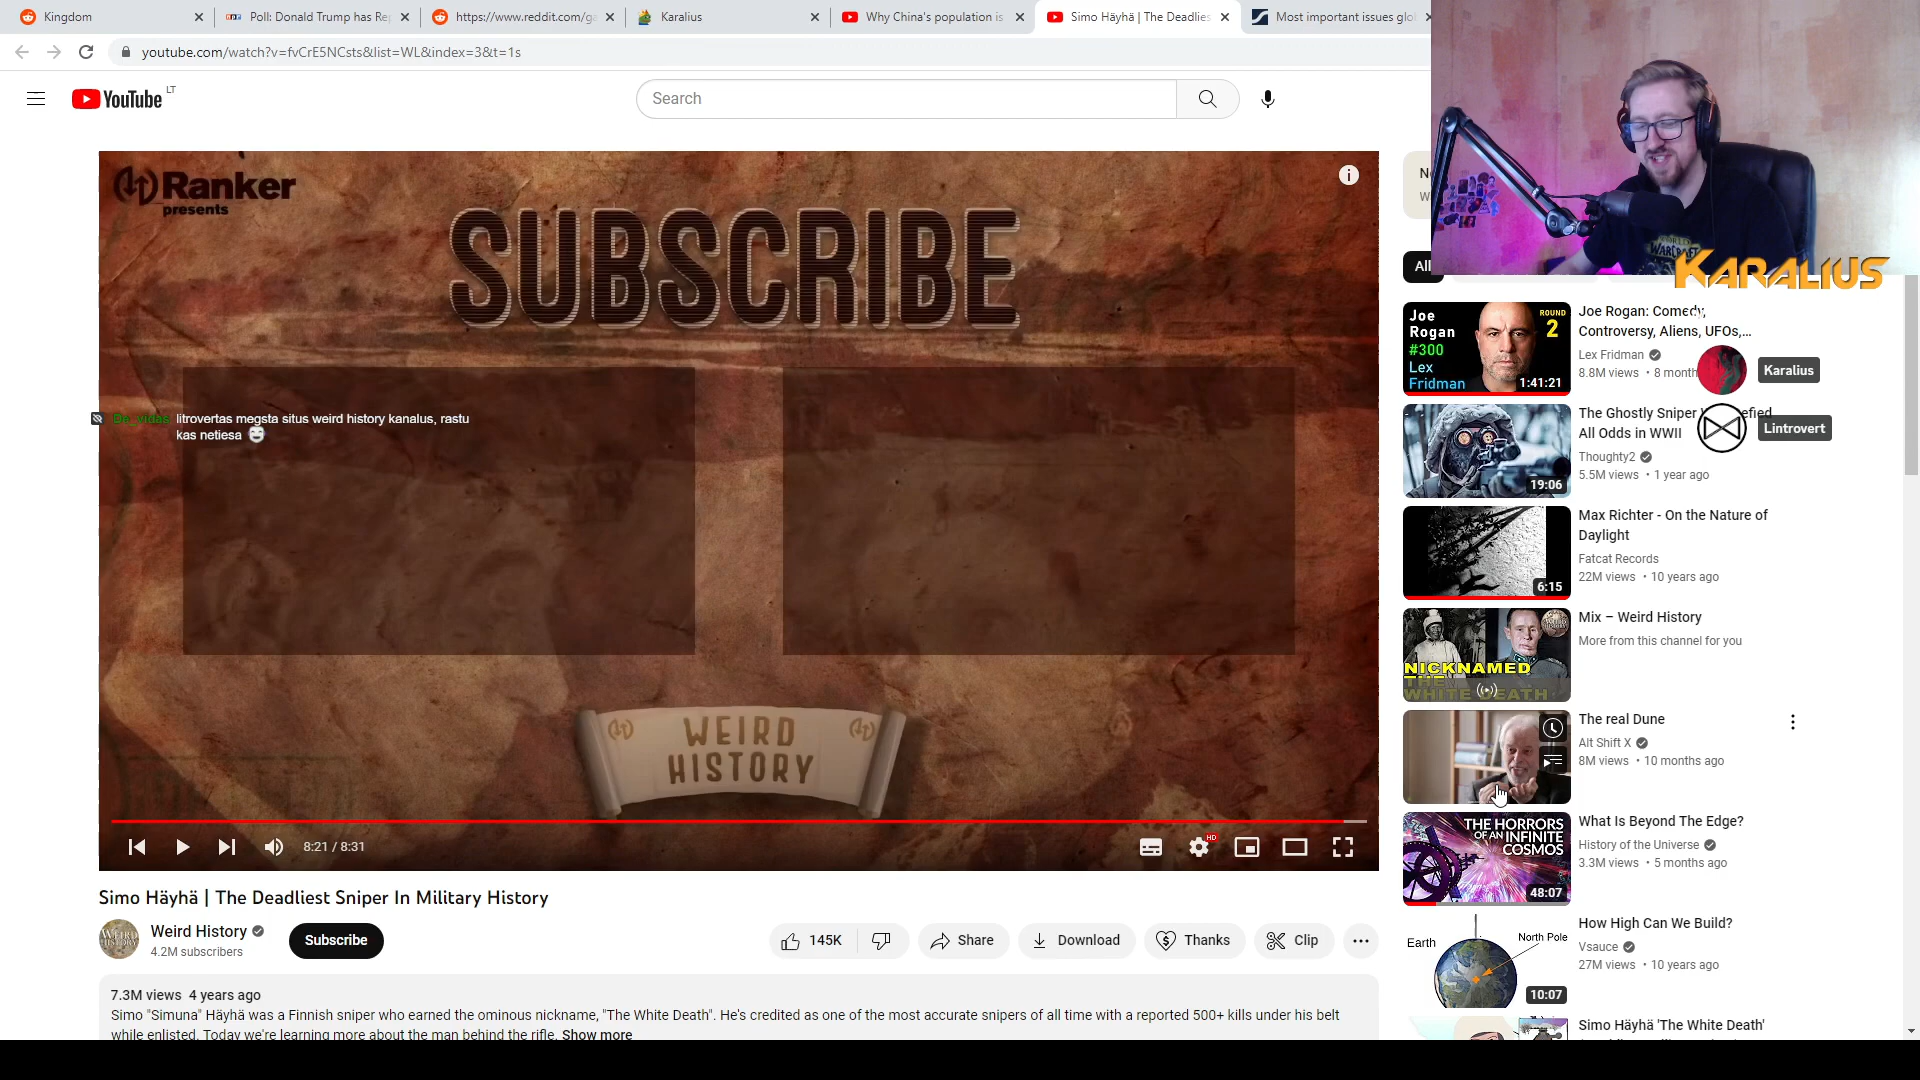 Kingdom
Poll: Donald Trump has Re
https://www.reddit.com/ga
Karalius
Why China's population is
Simo Häyhä | The Deadlies
Most important issues glo
youtube.com/watch?v=fvCrE5NCsts&list=WL&index=3&t=1s
YouTube LT
Search
Ranker
presents
SUBSCRIBE
De_vidas litrovertas megsta situs weird history kanalus, rastu
kas netiesa
WEIRD
HISTORY
8:21 / 8:31
HD
Simo Häyhä | The Deadliest Sniper In Military History
Weird History
4.2M subscribers
Subscribe
145K
Share
Download
Thanks
Clip
7.3M views 4 years ago
Simo "Simuna" Häyhä was a Finnish sniper who earned the ominous nickname, "The White Death". He's credited as one of the most accurate snipers of all time with a reported 500+ kills under his belt
while enlisted. Today we're learning more about the man behind the rifle. Show more
WARCRAFT
KARALIUS
All
Joe
Rogan
#300
Lex
Fridman
ROUND
2
1:41:21
Joe Rogan: Comedy,
Controversy, Aliens, UFOs,...
Lex Fridman
8.8M views • 8 month
Karalius
19:06
The Ghostly Sniper
All Odds in WWII
Thoughty2
5.5M views • 1 year ago
Lintrovert
6:15
Max Richter - On the Nature of
Daylight
Fatcat Records
22M views • 10 years ago
NICKNAMED
THE
WHITE DEATH
Mix – Weird History
More from this channel for you
The real Dune
Alt Shift X
8M views • 10 months ago
THE HORRORS
OF AN INFINITE
COSMOS
48:07
What Is Beyond The Edge?
History of the Universe
3.3M views • 5 months ago
Earth
North Pole
10:07
How High Can We Build?
Vsauce
27M views • 10 years ago
Simo Häyhä 'The White Death'